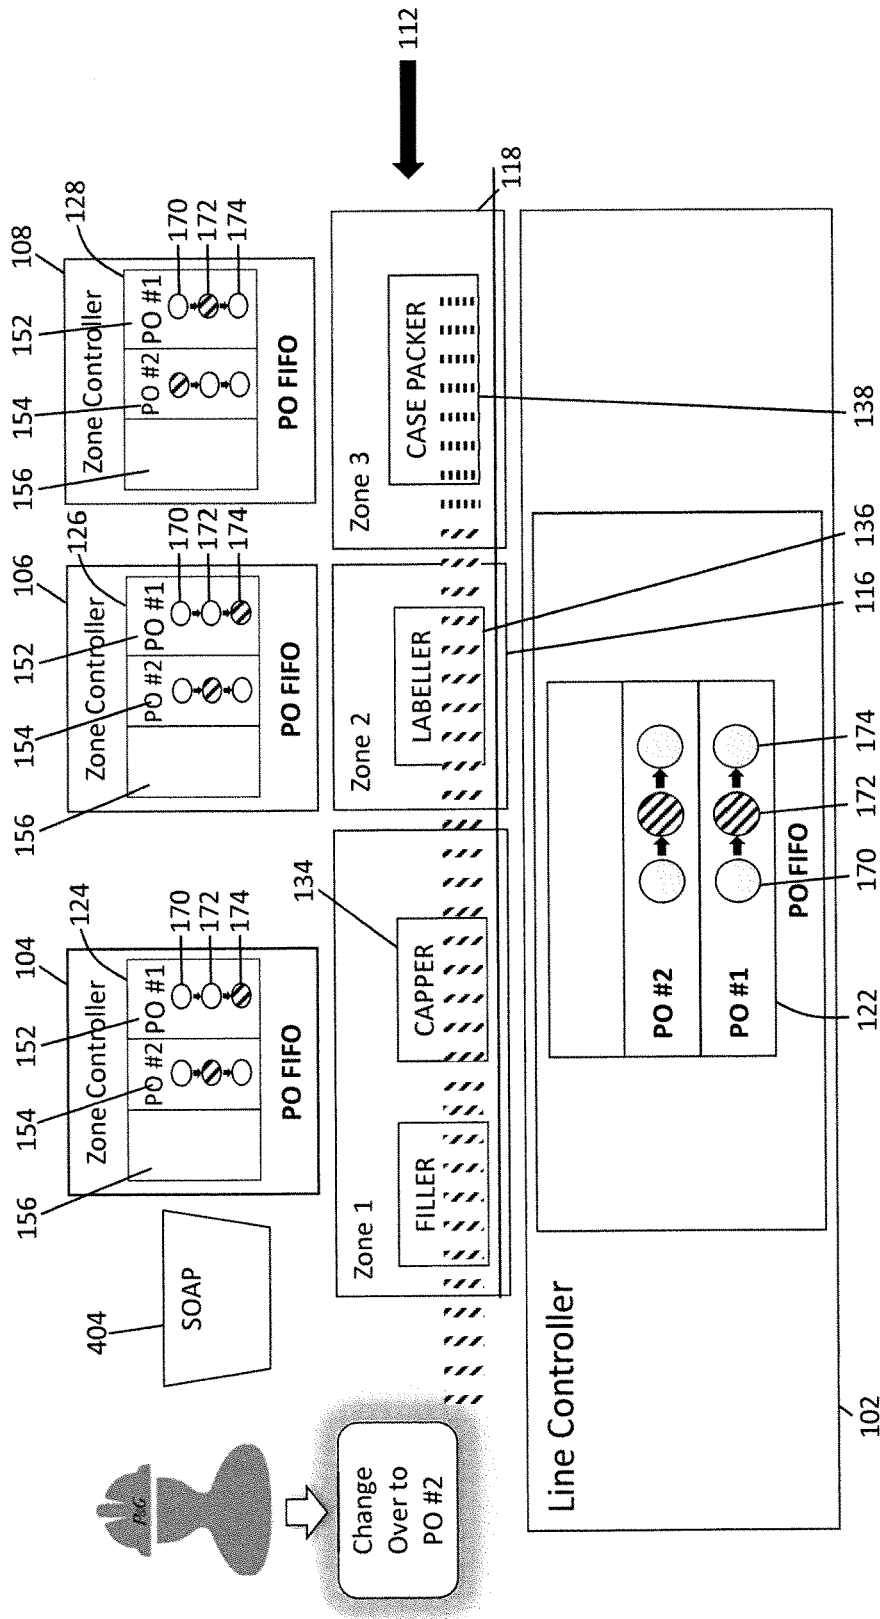 156 154 152 104
156 154 152 106
156 154 152 108
P&G
404
SOAP
Zone Controller
124
PO #2 PO #1
170
172
174
PO FIFO
Zone Controller
126
PO #2 PO #1
170
172
174
PO FIFO
Zone Controller
128
PO #2 PO #1
170
172
174
PO FIFO
Change
Over to
PO #2
134
112
Zone 1
FILLER
CAPPER
Zone 2
LABELLER
Zone 3
CASE PACKER
118
Line Controller
PO #2
PO #1
PO FIFO
102
122
170
172
174
116
136
138